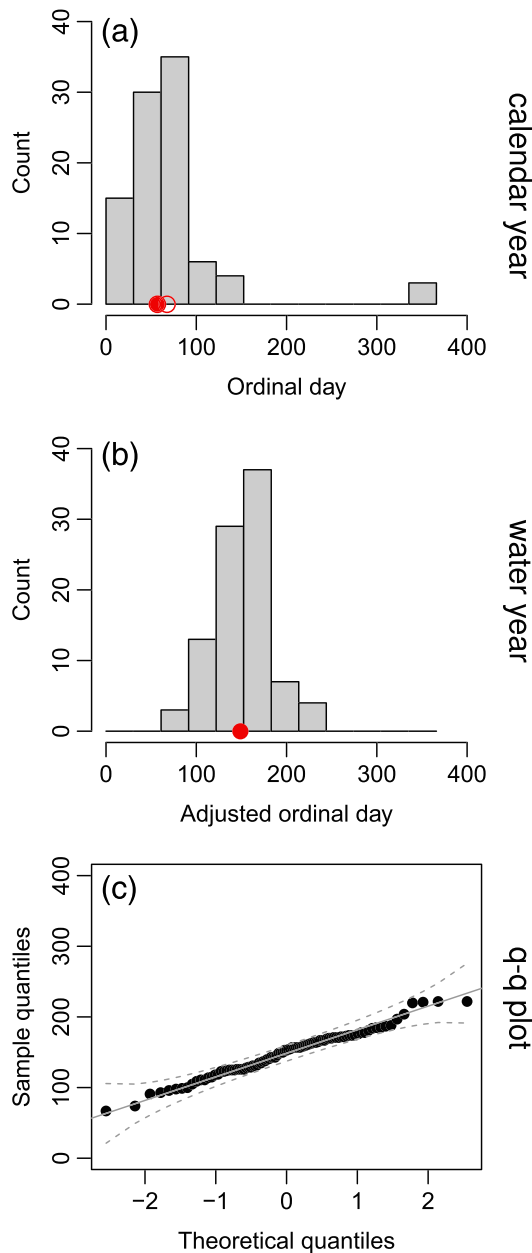 (a)
40
30
20
10
0
Count
0 100 200 300 400
Ordinal day
calendar year
(b)
40
30
20
10
0
Count
0 100 200 300 400
Adjusted ordinal day
water year
(c)
400
300
200
100
0
Sample quantiles
−2 −1 0 1 2
Theoretical quantiles
q-q plot